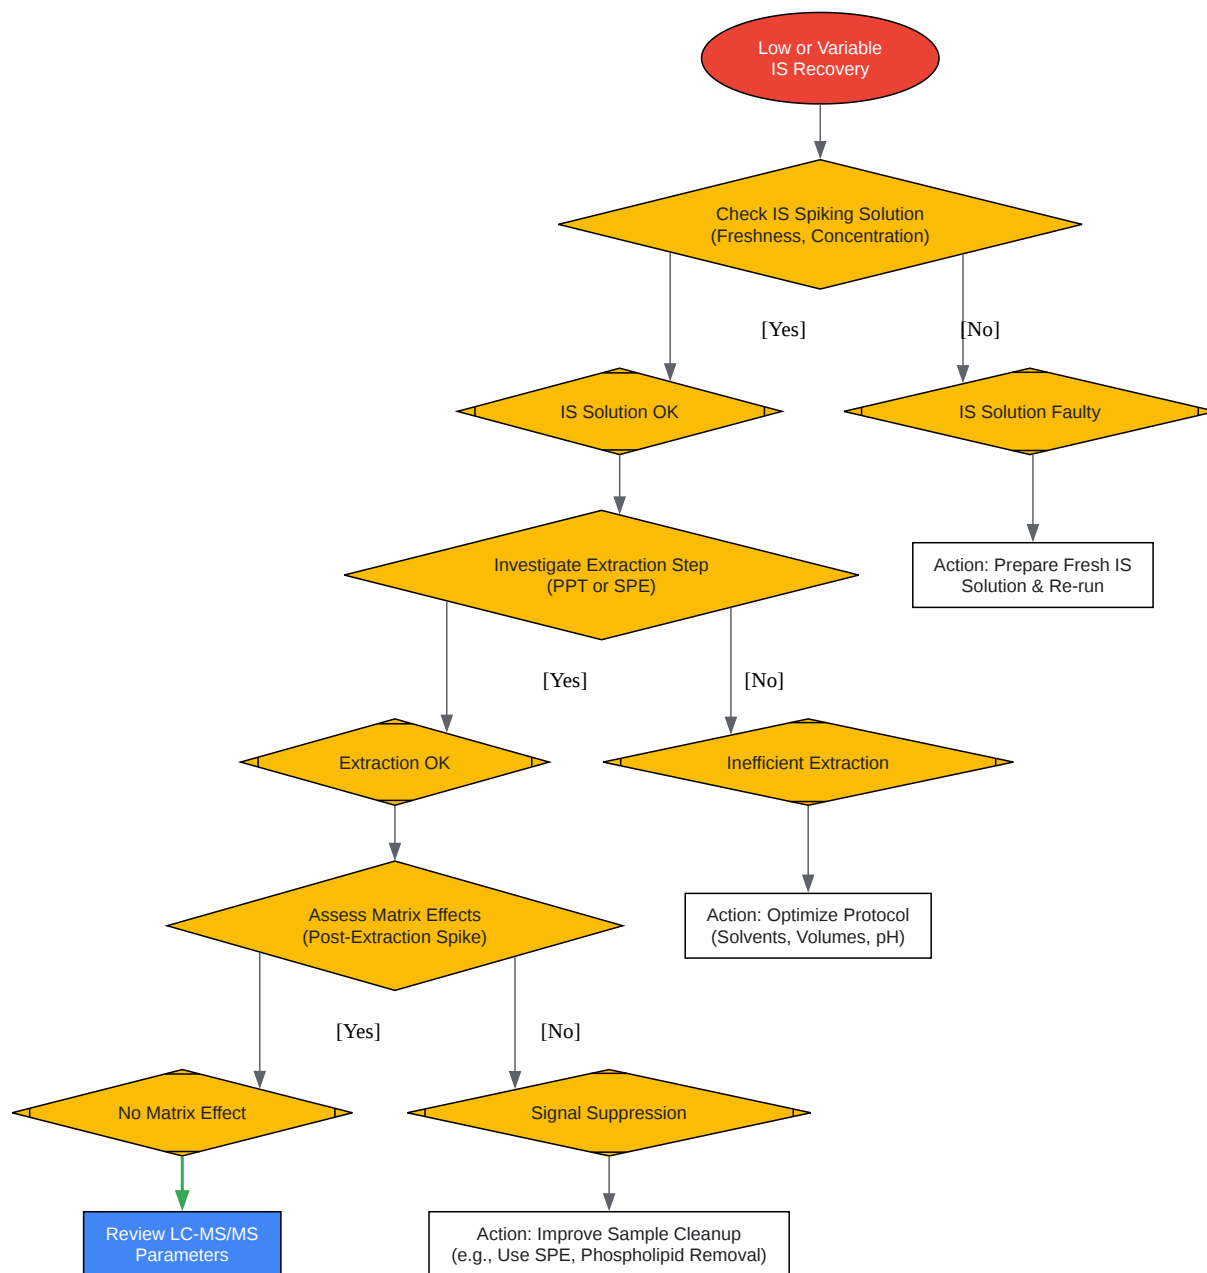 Low or Variable
IS Recovery
Check IS Spiking Solution
(Freshness, Concentration)
[Yes]
[No]
IS Solution OK
IS Solution Faulty
Investigate Extraction Step
(PPT or SPE)
Action: Prepare Fresh IS
Solution & Re-run
[Yes]
[No]
Extraction OK
Inefficient Extraction
Assess Matrix Effects
(Post-Extraction Spike)
Action: Optimize Protocol
(Solvents, Volumes, pH)
[Yes]
[No]
No Matrix Effect
Signal Suppression
Review LC-MS/MS
Parameters
Action: Improve Sample Cleanup
(e.g., Use SPE, Phospholipid Removal)